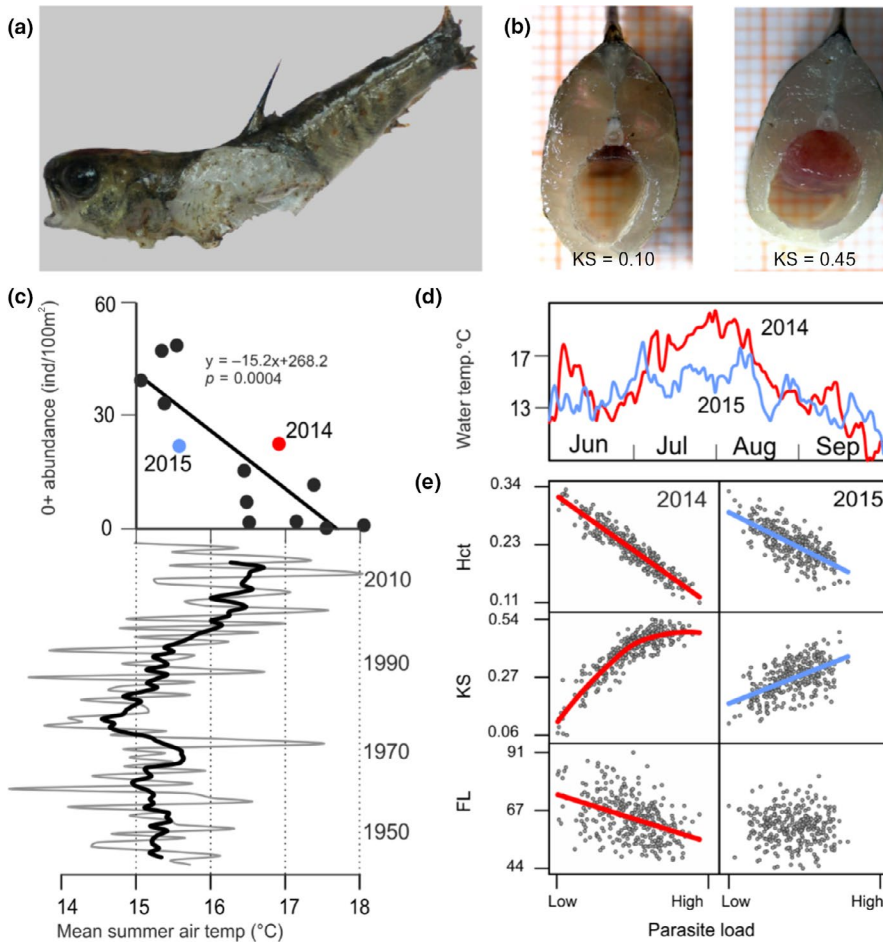 (a)
(b)
KS = 0.10
KS = 0.45
(c)
0+ abundance (ind/100m²)
60
30
0
y = –15.2x+268.2
p = 0.0004
2014
2015
2010
1990
1970
1950
14 15 16 17 18
Mean summer air temp (°C)
(d)
Water temp.°C
17
13
2014
2015
Jun Jul Aug Sep
(e)
2014 2015
Hct
0.34
0.23
0.11
KS
0.54
0.27
0.06
FL
91
67
44
Low High Low High
Parasite load